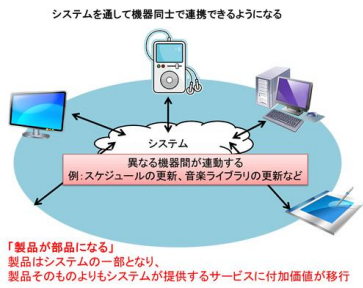 システムを通して機器同士で連携できるようになる
システム
異なる機器間が連動する
例:スケジュールの更新、音楽ライブラリの更新など
「製品が部品になる」
製品はシステムの一部となり、
製品そのものよりもシステムが提供するサービスに付加価値が移行